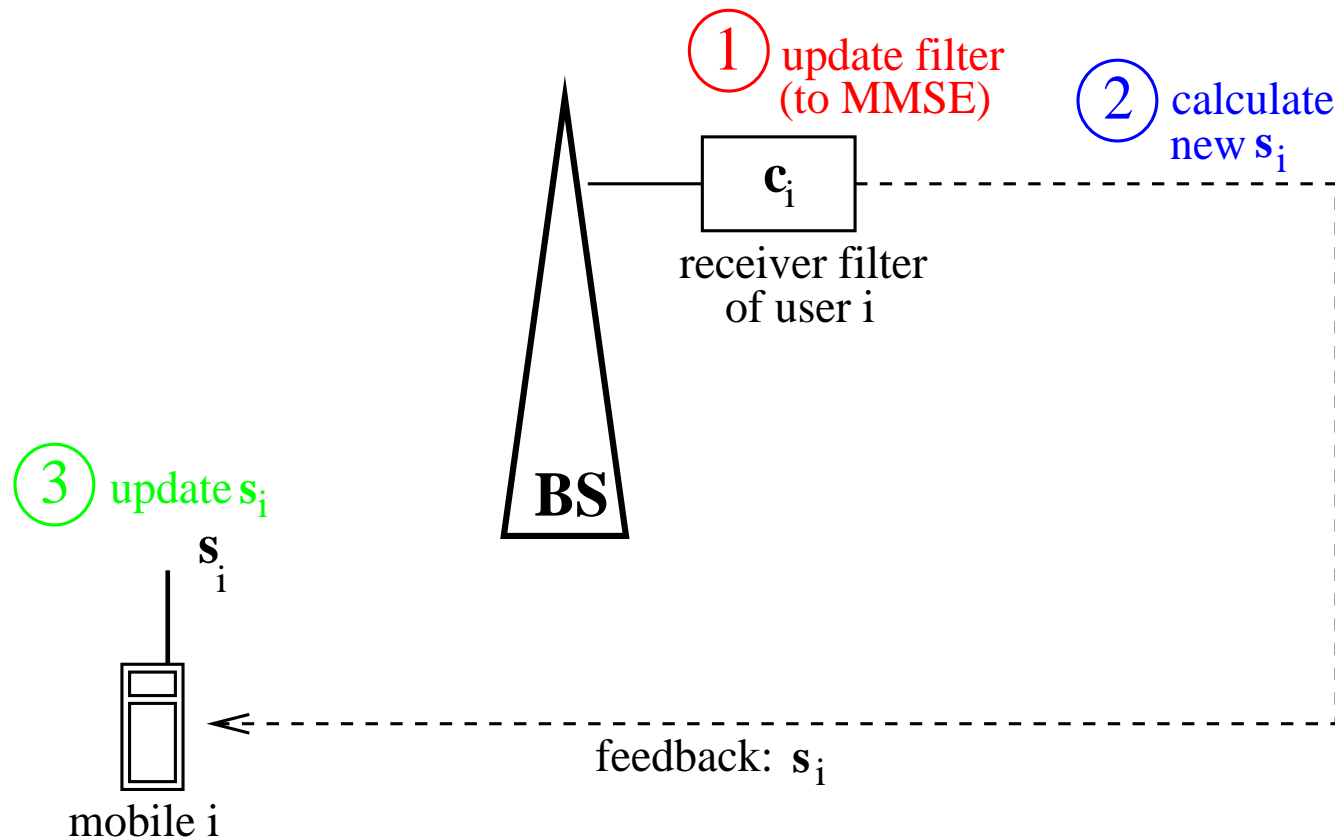 1 update filter
(to MMSE)
2 calculate
new s_i
c_i
receiver filter
of user i
BS
3 update s_i
s_i
feedback: s_i
mobile i